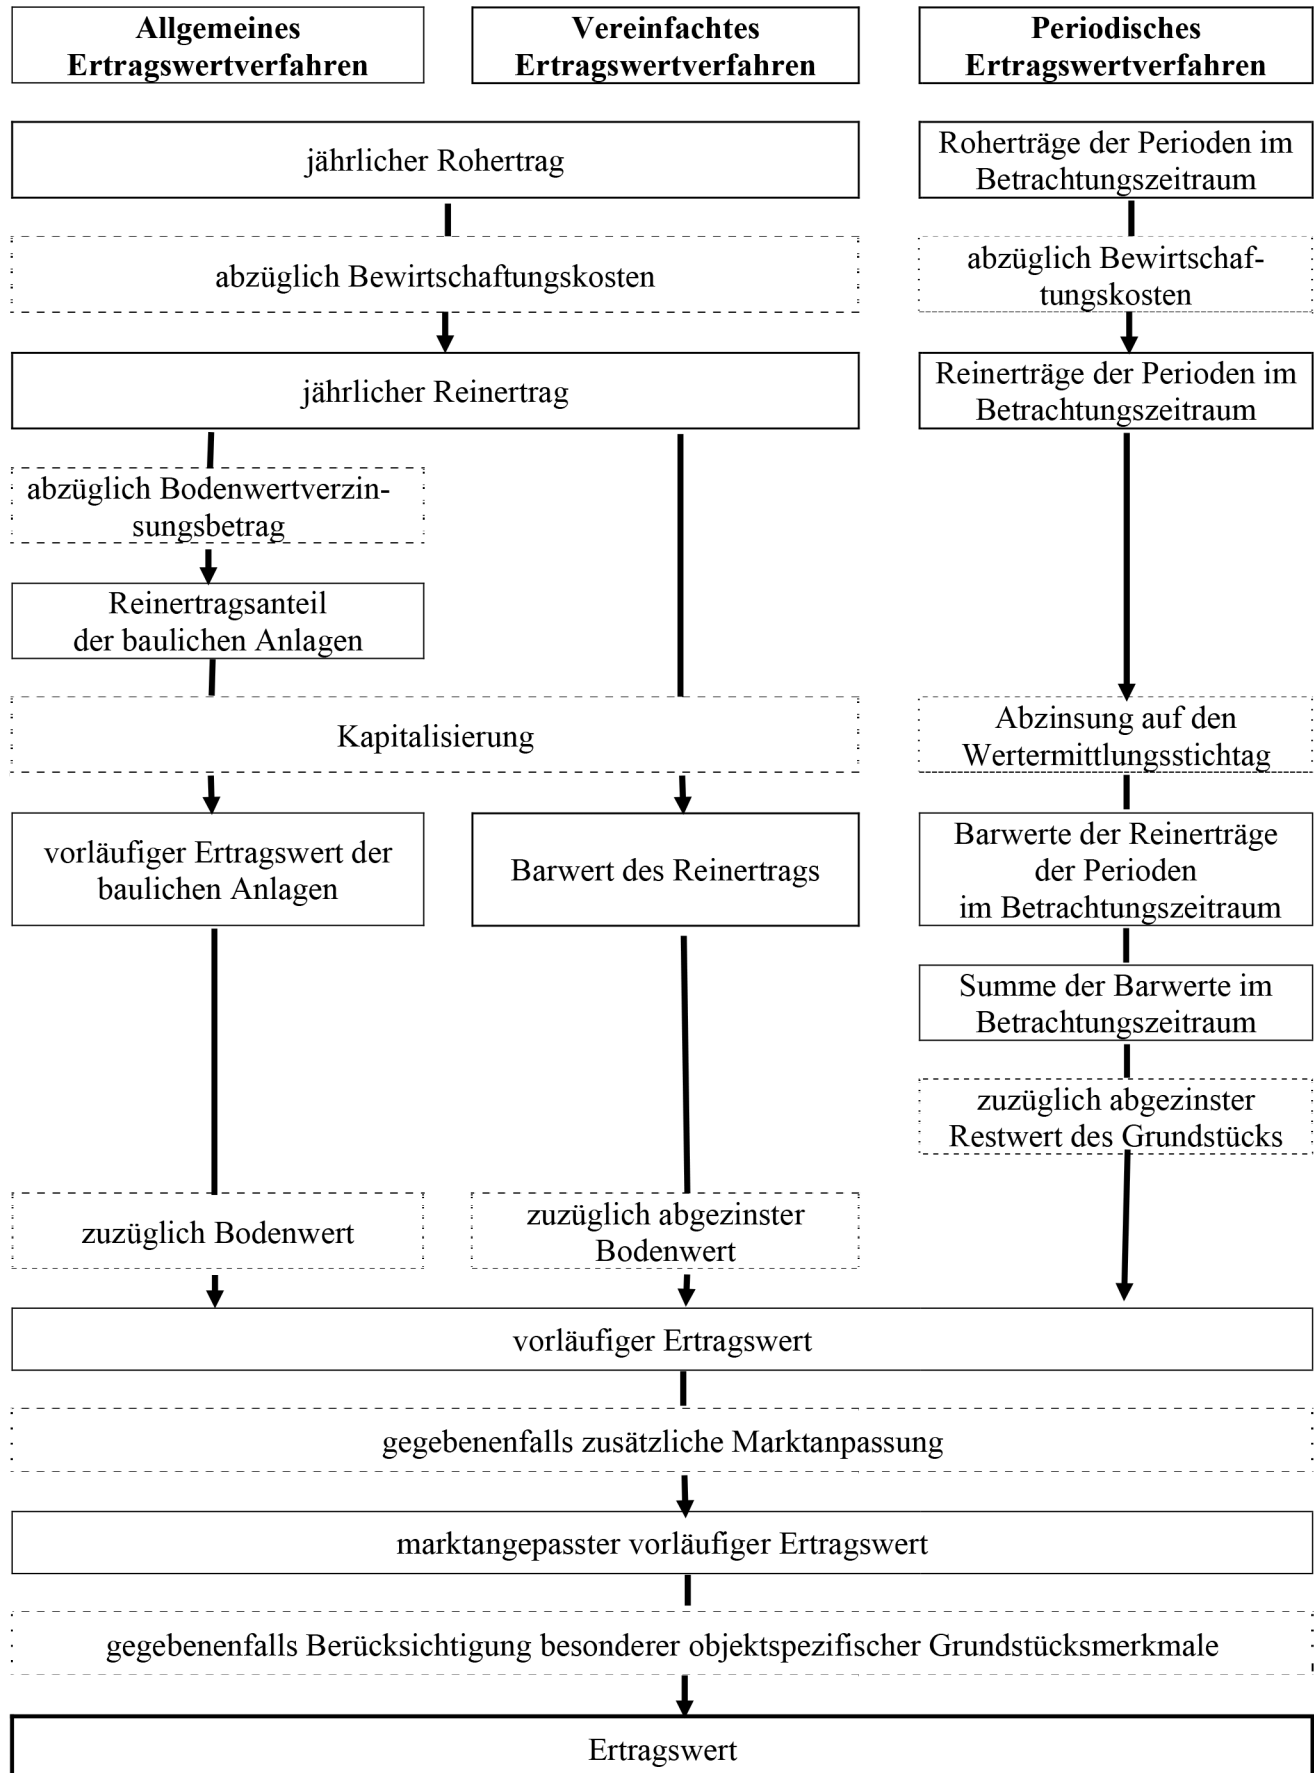 Allgemeines
Ertragswertverfahren
Vereinfachtes
Ertragswertverfahren
Periodisches
Ertragswertverfahren
jährlicher Rohertrag
Roherträge der Perioden im
Betrachtungszeitraum
abzüglich Bewirtschaftungskosten
abzüglich Bewirtschaf-
tungskosten
jährlicher Reinertrag
Reinerträge der Perioden im
Betrachtungszeitraum
abzüglich Bodenwertverzin-
sungsbetrag
Reinertragsanteil
der baulichen Anlagen
Kapitalisierung
Abzinsung auf den
Wertermittlungsstichtag
vorläufiger Ertragswert der
baulichen Anlagen
Barwert des Reinertrags
Barwerte der Reinerträge
der Perioden
im Betrachtungszeitraum
Summe der Barwerte im
Betrachtungszeitraum
zuzüglich abgezinster
Restwert des Grundstücks
zuzüglich Bodenwert
zuzüglich abgezinster
Bodenwert
vorläufiger Ertragswert
gegebenenfalls zusätzliche Marktanpassung
marktangepasster vorläufiger Ertragswert
gegebenenfalls Berücksichtigung besonderer objektspezifischer Grundstücksmerkmale
Ertragswert